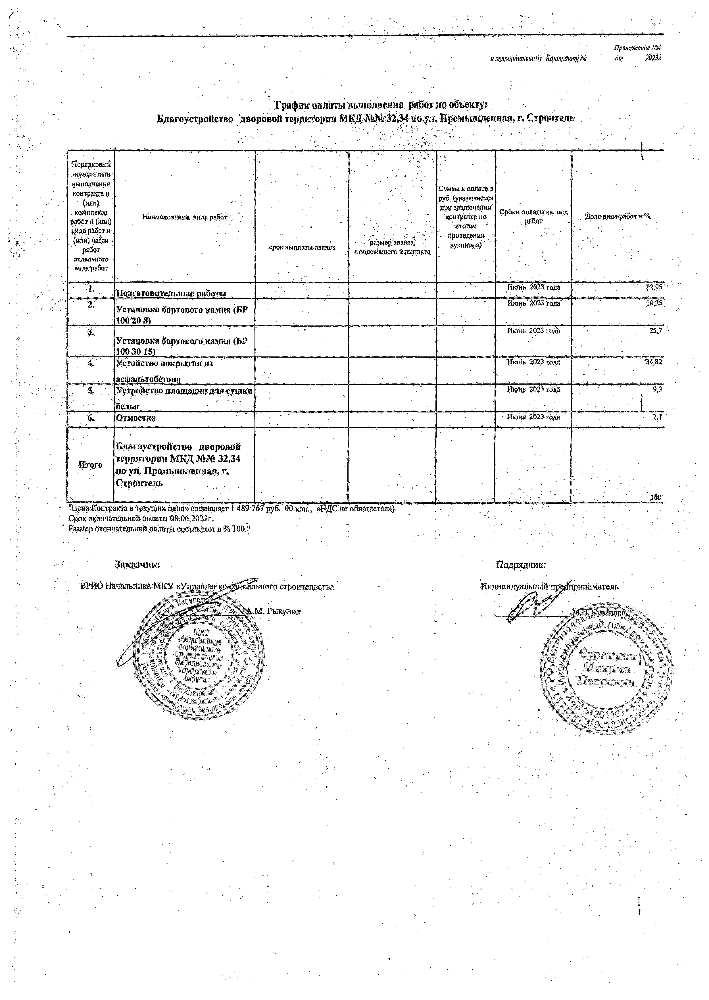 Приложение №4
к муниципальному Контракту № от 2023г
График оплаты выполнения работ по объекту:
Благоустройство дворовой территории МКД №№ 32,34 по ул. Промышленная, г. Строитель
Порядковый
номер этапа
выполнения
контракта и
(или)
комплекса
работ и (или)
вида работ и
(или) части
работ
отдельного
вида работ
Наименование вида работ
срок выплаты аванса
размер аванса,
подлежащего к выплате
Сумма к оплате в
руб. (указывается
при заключении
контракта по
итогам
проведения
аукциона)
Сроки оплаты за вид
работ
Доля вида работ в %
1. Подготовительные работы Июнь 2023 года 12,95
2. Установка бортового камня (БР Июнь 2023 года 10,25
100 20 8)
3. Июнь 2023 года 25,7
Установка бортового камня (БР
100 30 15)
4. Устойство покрытия из Июнь 2023 года 34,82
асфальтобетона
5. Устройство площадки для сушки Июнь 2023 года 9,2
белья
6. Отмостка Июнь 2023 года 7,1
Итого
Благоустройство дворовой
территории МКД №№ 32,34
по ул. Промышленная, г.
Строитель
100
"Цена Контракта в текущих ценах составляет 1 489 767 руб. 00 коп., «НДС не облагается»).
Срок окончательной оплаты 08.06.2023г.
Размер окончательной оплаты составляет в % 100."
Заказчик:
Подрядчик:
ВРИО Начальника МКУ «Управление социального строительства
Индивидуальный предприниматель
А.М. Рыкунов
М.П. Сураилов
МКУ
«Управление
социального
строительства
Яковлевского
городского
округа»
Российская Федерация, Белгородская область
Индивидуальный предприниматель
Сураилов
Михаил
Петрович